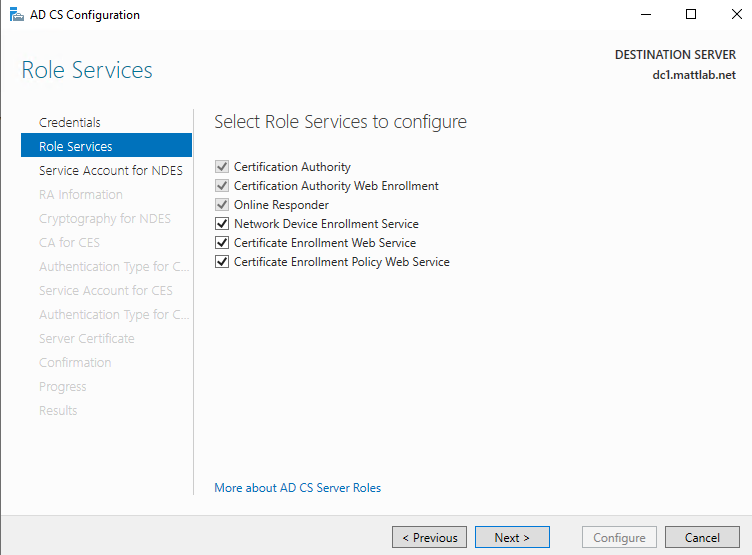 AD CS Configuration
Role Services
DESTINATION SERVER
dc1.mattlab.net
Credentials
Role Services
Service Account for NDES
RA Information
Cryptography for NDES
CA for CES
Authentication Type for C...
Service Account for CES
Authentication Type for C...
Server Certificate
Confirmation
Progress
Results
Select Role Services to configure
Certification Authority
Certification Authority Web Enrollment
Online Responder
Network Device Enrollment Service
Certificate Enrollment Web Service
Certificate Enrollment Policy Web Service
More about AD CS Server Roles
< Previous
Next >
Configure
Cancel